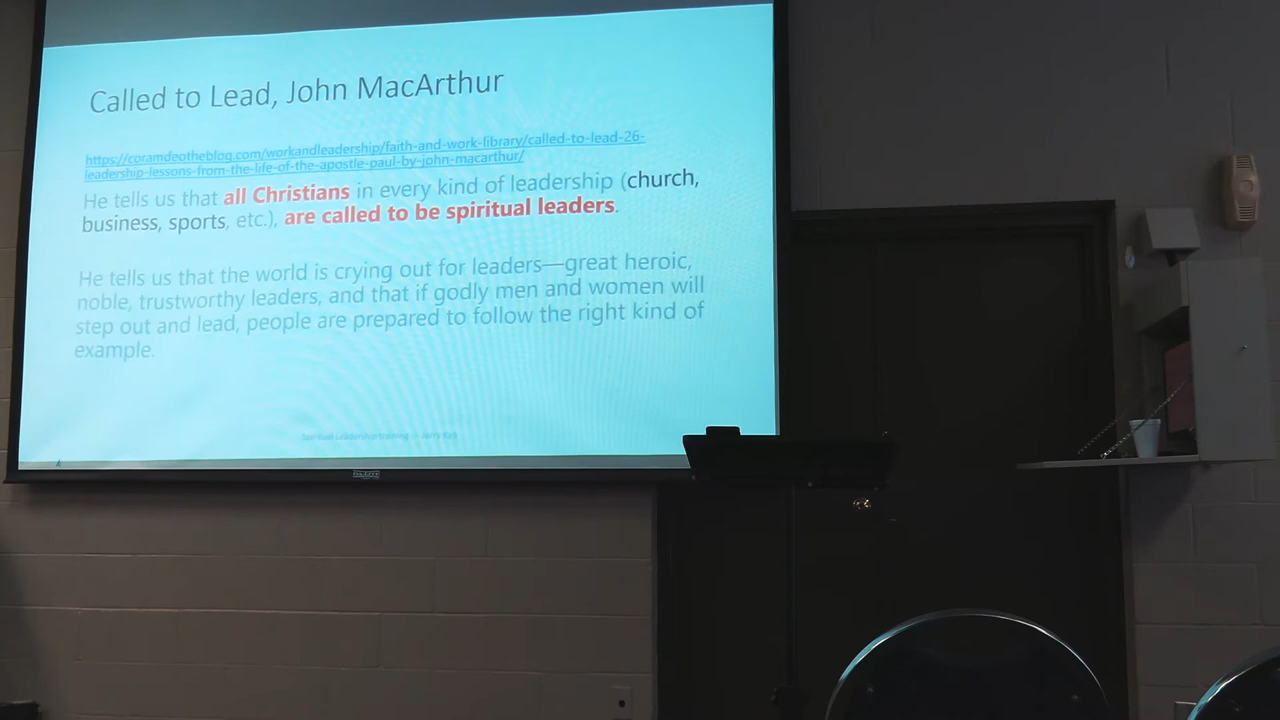 Called to Lead, John MacArthur
https://coramdeotheblog.com/workandleadership/faith-and-work-library/called-to-lead-26-
leadership-lessons-from-the-life-of-the-apostle-paul-by-john-macarthur/
He tells us that all Christians in every kind of leadership (church,
business, sports, etc.), are called to be spiritual leaders.
He tells us that the world is crying out for leaders—great heroic,
noble, trustworthy leaders, and that if godly men and women will
step out and lead, people are prepared to follow the right kind of
example.
Spiritual Leadership training -- Jerry